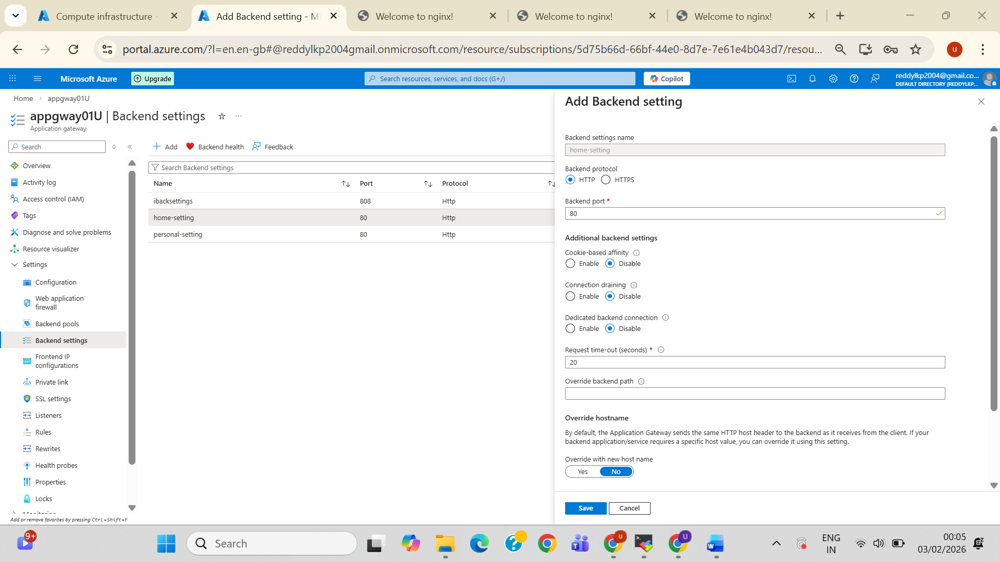 Compute infrastructure -
Add Backend setting - Mi
Welcome to nginx!
Welcome to nginx!
Welcome to nginx!
portal.azure.com/?l=en.en-gb#@reddylkp2004gmail.onmicrosoft.com/resource/subscriptions/5d75b66d-66bf-44e0-8d7e-7e61e4b043d7/resou...
u
Microsoft Azure
Upgrade
Search resources, services, and docs (G+/)
Copilot
reddylkp2004@gmail.co...
DEFAULT DIRECTORY (REDDYLKP...
Home > appgway01U
appgway01U | Backend settings
Application gateway
Search
Overview
Activity log
Access control (IAM)
Tags
Diagnose and solve problems
Resource visualizer
Settings
Configuration
Web application
firewall
Backend pools
Backend settings
Frontend IP
configurations
Private link
SSL settings
Listeners
Rules
Rewrites
Health probes
Properties
Locks
Monitoring
Add or remove favorites by pressing Ctrl+Shift+F
Add
Backend health
Feedback
Search Backend settings
Name Port Protocol
ibacksettings 808 Http
home-setting 80 Http
personal-setting 80 Http
Add Backend setting
Backend settings name
home-setting
Backend protocol
HTTP HTTPS
Backend port *
80
Additional backend settings
Cookie-based affinity
Enable Disable
Connection draining
Enable Disable
Dedicated backend connection
Enable Disable
Request time-out (seconds) *
20
Override backend path
Override hostname
By default, the Application Gateway sends the same HTTP host header to the backend as it receives from the client. If your
backend application/service requires a specific host value, you can override it using this setting.
Override with new host name
Yes No
Save Cancel
9+
Search
u
U
ENG
IN
00:05
03/02/2026